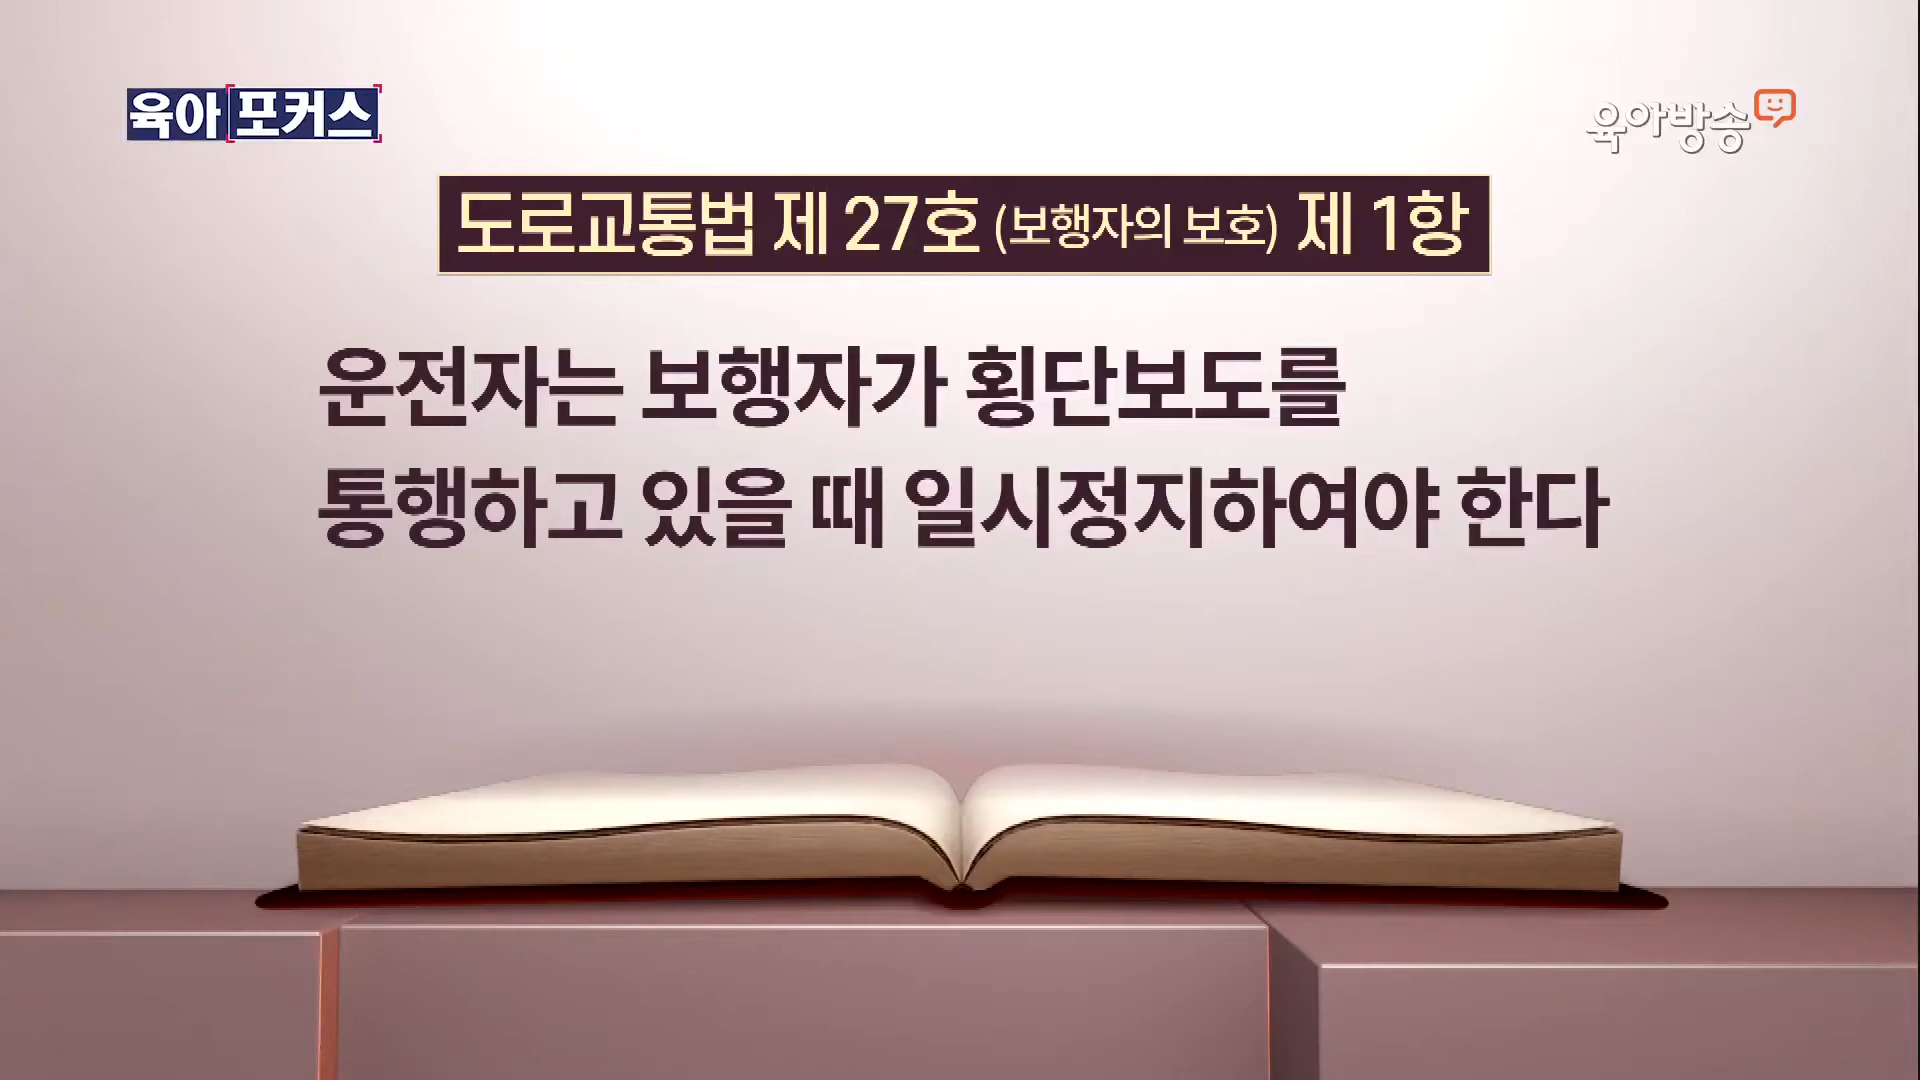 육아포커스
육아방송
도로교통법 제 27호 (보행자의 보호) 제 1항
운전자는 보행자가 횡단보도를
통행하고 있을 때 일시정지하여야 한다